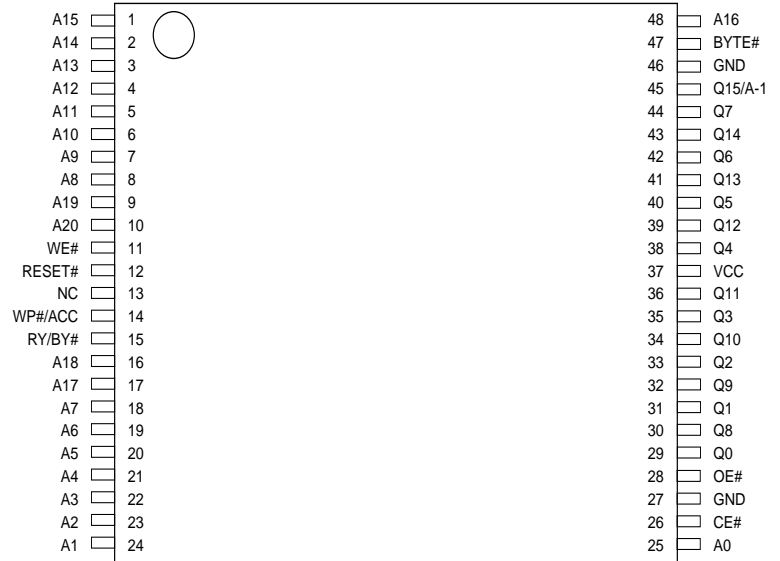 A15 1 48 A16
A14 2 47 BYTE#
A13 3 46 GND
A12 4 45 Q15/A-1
A11 5 44 Q7
A10 6 43 Q14
A9 7 42 Q6
A8 8 41 Q13
A19 9 40 Q5
A20 10 39 Q12
WE# 11 38 Q4
RESET# 12 37 VCC
NC 13 36 Q11
WP#/ACC 14 35 Q3
RY/BY# 15 34 Q10
A18 16 33 Q2
A17 17 32 Q9
A7 18 31 Q1
A6 19 30 Q8
A5 20 29 Q0
A4 21 28 OE#
A3 22 27 GND
A2 23 26 CE#
A1 24 25 A0